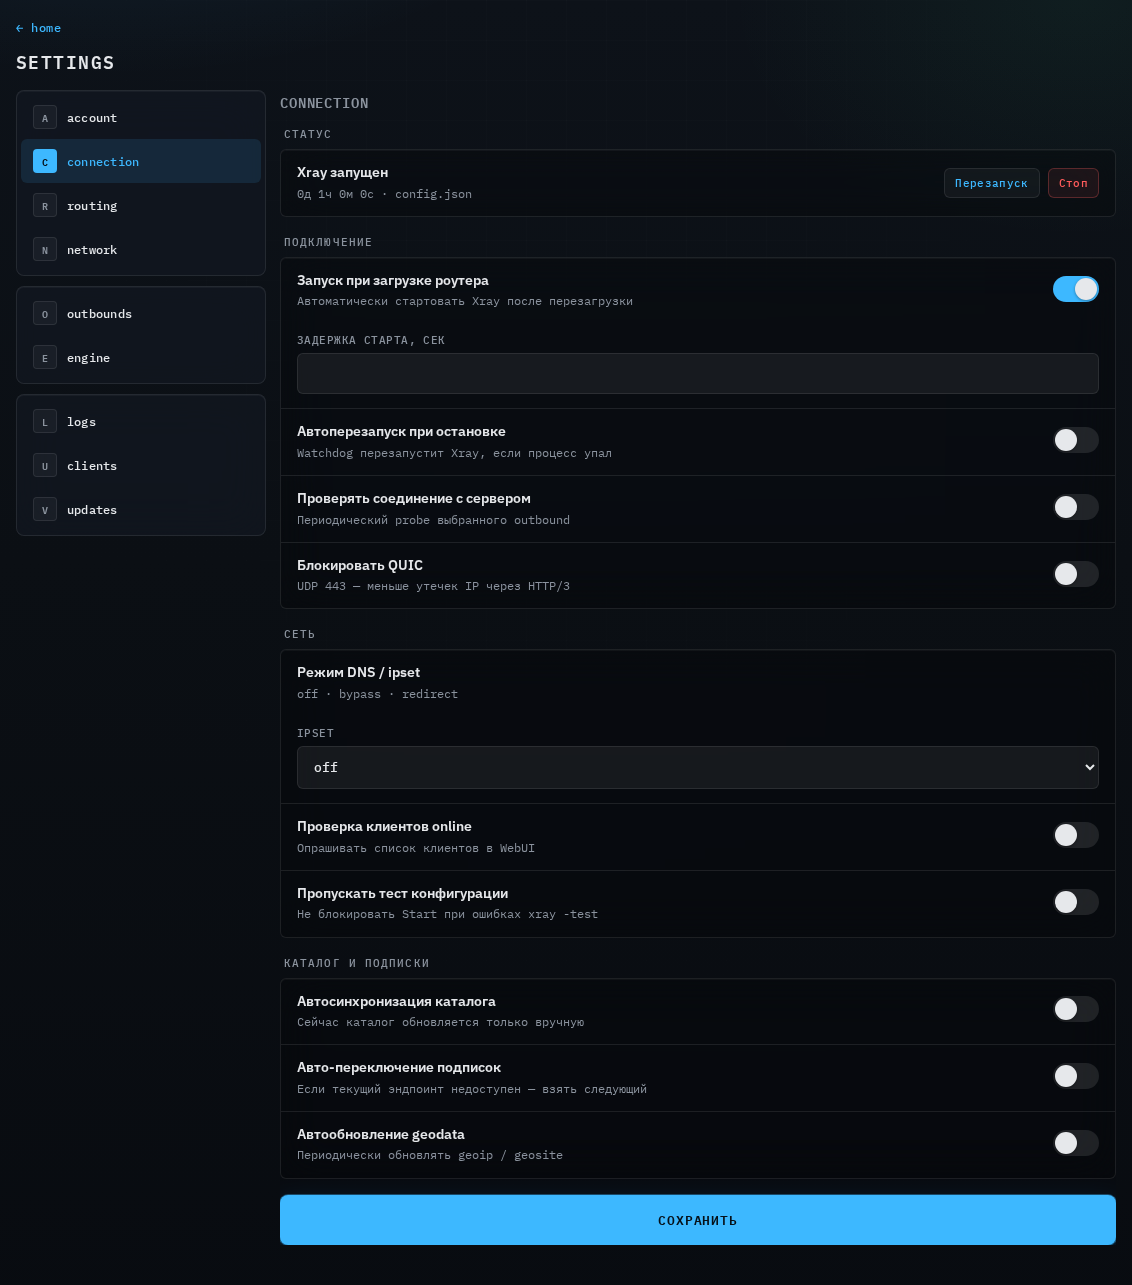 ← home
SETTINGS
A account
C connection
R routing
N network
O outbounds
E engine
L logs
U clients
V updates
CONNECTION
СТАТУС
Xray запущен
0д 1ч 0м 0с · config.json
Перезапуск
Стоп
ПОДКЛЮЧЕНИЕ
Запуск при загрузке роутера
Автоматически стартовать Xray после перезагрузки
ЗАДЕРЖКА СТАРТА, СЕК
Автоперезапуск при остановке
Watchdog перезапустит Xray, если процесс упал
Проверять соединение с сервером
Периодический probe выбранного outbound
Блокировать QUIC
UDP 443 — меньше утечек IP через HTTP/3
СЕТЬ
Режим DNS / ipset
off · bypass · redirect
IPSET
off
Проверка клиентов online
Опрашивать список клиентов в WebUI
Пропускать тест конфигурации
Не блокировать Start при ошибках xray -test
КАТАЛОГ И ПОДПИСКИ
Автосинхронизация каталога
Сейчас каталог обновляется только вручную
Авто-переключение подписок
Если текущий эндпоинт недоступен — взять следующий
Автообновление geodata
Периодически обновлять geoip / geosite
СОХРАНИТЬ